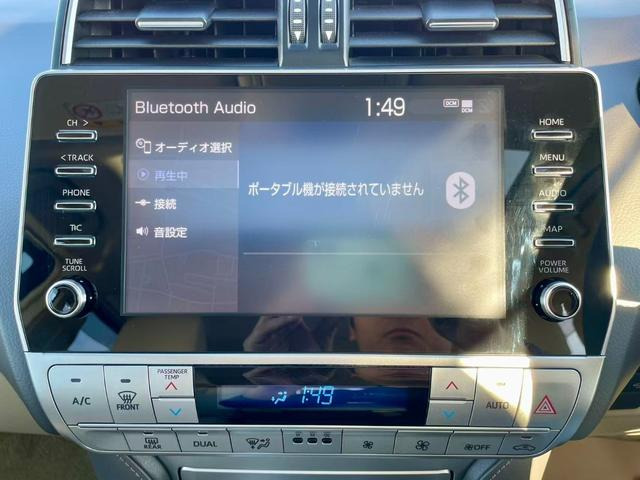 Bluetooth Audio 1:49 DCM DCM
CH >
オーディオ選択
HOME
< TRACK
再生中
ポータブル機が接続されていません
MENU
PHONE
接続
AUDIO
T/C
音設定
MAP
TUNE
SCROLL
POWER
VOLUME
PASSENGER
TEMP
A/C
FRONT
1:49
AUTO
REAR
DUAL
OFF